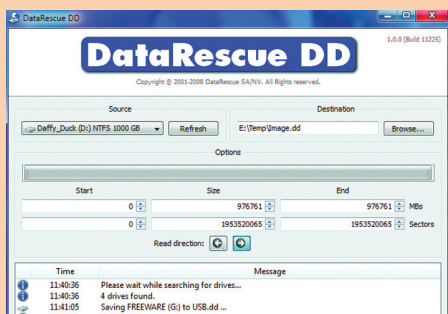 DataRescue DD
1.0.0 (Build 11225)
DataRescue DD
Copyright © 2001-2008 DataRescue SA/NV. All Rights reserved.
Source
Destination
Daffy_Duck (D:) NTFS 1000 GB
Refresh
E:\Temp\Image.dd
Browse...
Options
Start
Size
End
0
976761
976761
MBs
0
1953520065
1953520065
Sectors
Read direction:
Time
Message
11:40:36
Please wait while searching for drives...
11:40:36
4 drives found.
11:41:05
Saving FREEWARE (G:) to USB.dd ...